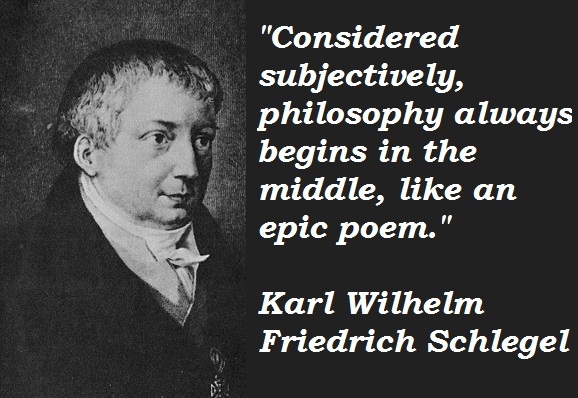 "Considered
subjectively,
philosophy always
begins in the
middle, like an
epic poem."
Karl Wilhelm
Friedrich Schlegel